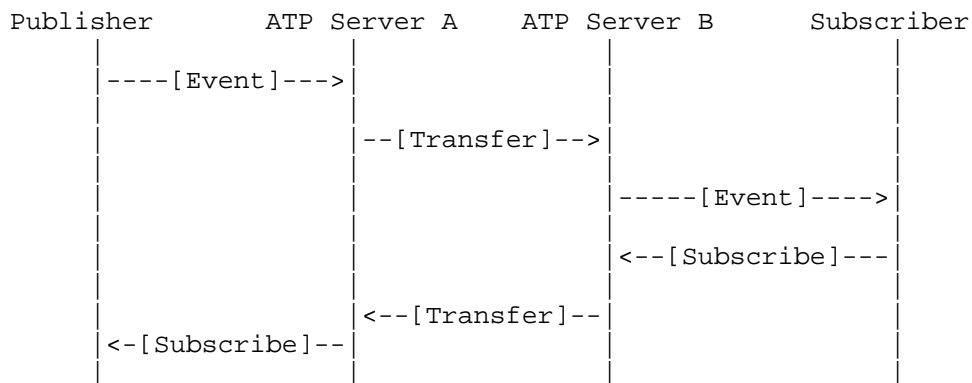 Publisher ATP Server A ATP Server B Subscriber
----[Event]--->
--[Transfer]-->
-----[Event]---->
<--[Subscribe]---
<--[Transfer]--
<-[Subscribe]--